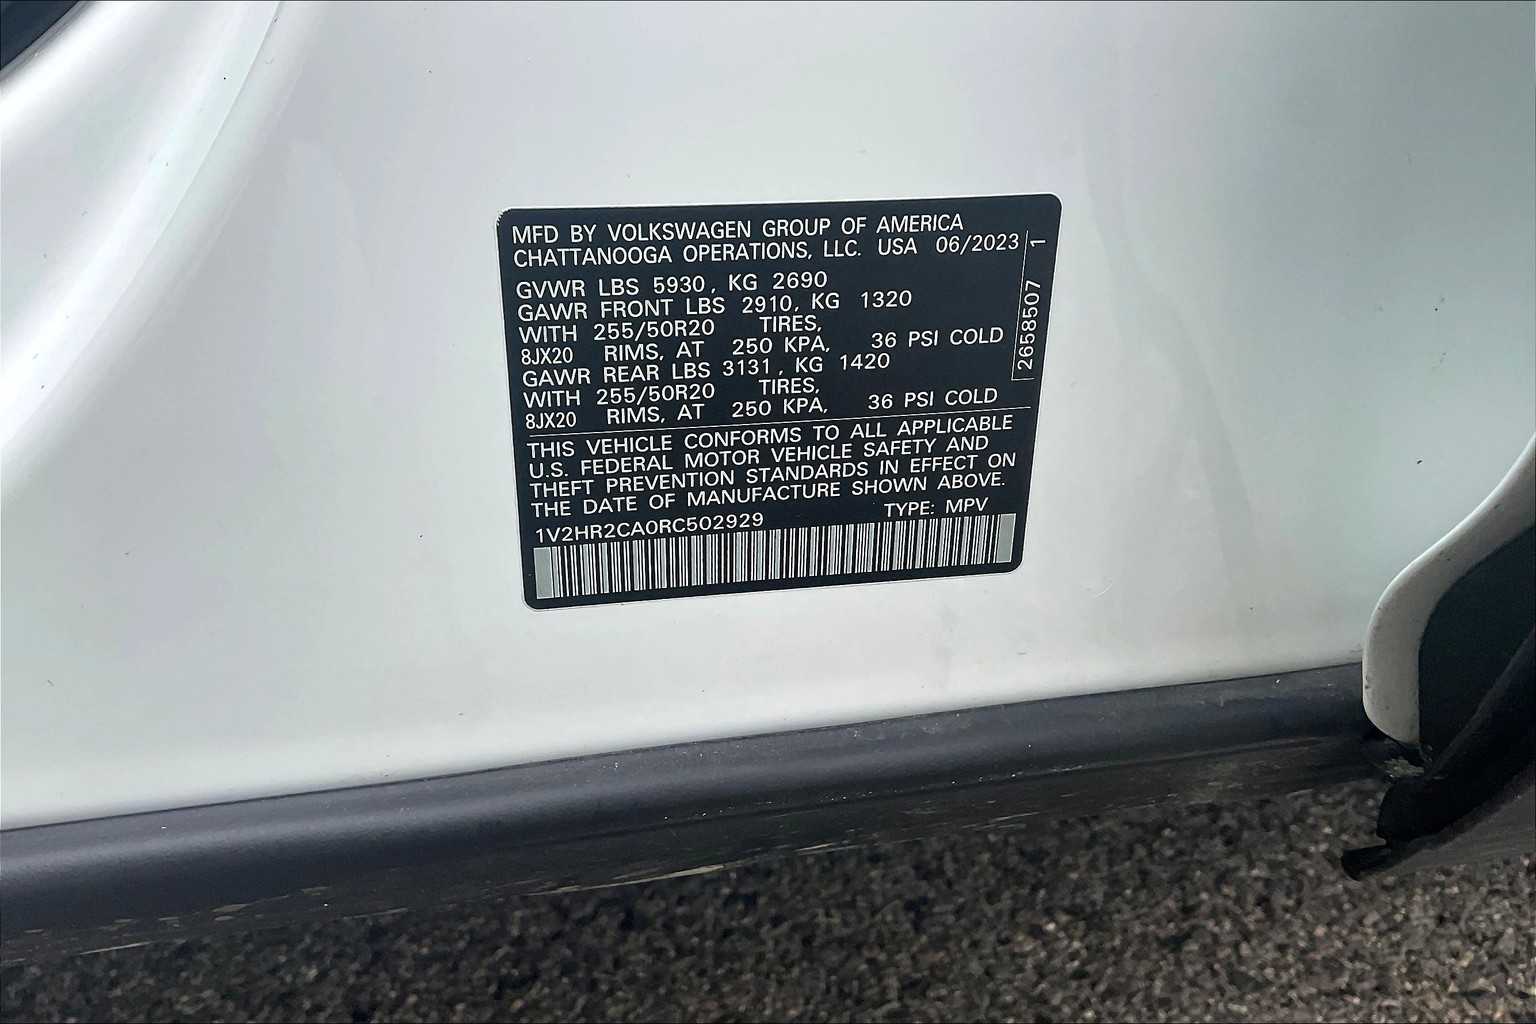 MFD BY VOLKSWAGEN GROUP OF AMERICA
CHATTANOOGA OPERATIONS, LLC. USA 06/2023
GVWR LBS 5930, KG 2690
GAWR FRONT LBS 2910, KG 1320
WITH 255/50R20 TIRES,
8JX20 RIMS, AT 250 KPA, 36 PSI COLD
GAWR REAR LBS 3131, KG 1420
WITH 255/50R20 TIRES,
8JX20 RIMS, AT 250 KPA, 36 PSI COLD
THIS VEHICLE CONFORMS TO ALL APPLICABLE
U.S. FEDERAL MOTOR VEHICLE SAFETY AND
THEFT PREVENTION STANDARDS IN EFFECT ON
THE DATE OF MANUFACTURE SHOWN ABOVE.
1V2HR2CA0RC502929 TYPE: MPV
2658507 1